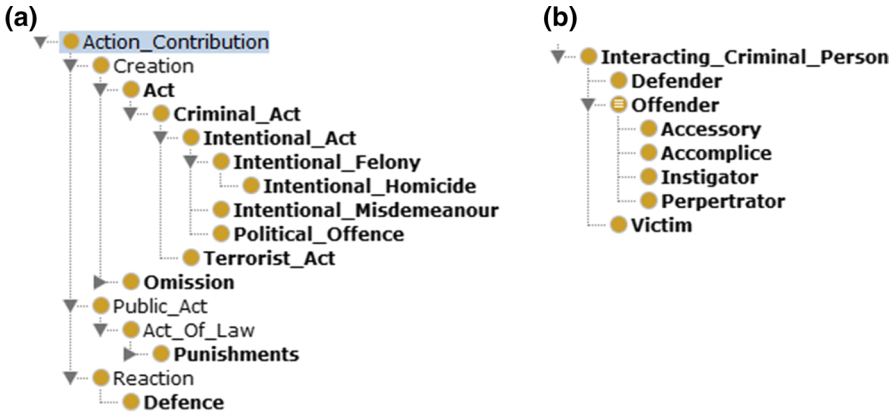 (a)
Action_Contribution
Creation
Act
Criminal_Act
Intentional_Act
Intentional_Felony
Intentional_Homicide
Intentional_Misdemeanour
Political_Offence
Terrorist_Act
Omission
Public_Act
Act_Of_Law
Punishments
Reaction
Defence
(b)
Interacting_Criminal_Person
Defender
Offender
Accessory
Accomplice
Instigator
Perpertrator
Victim